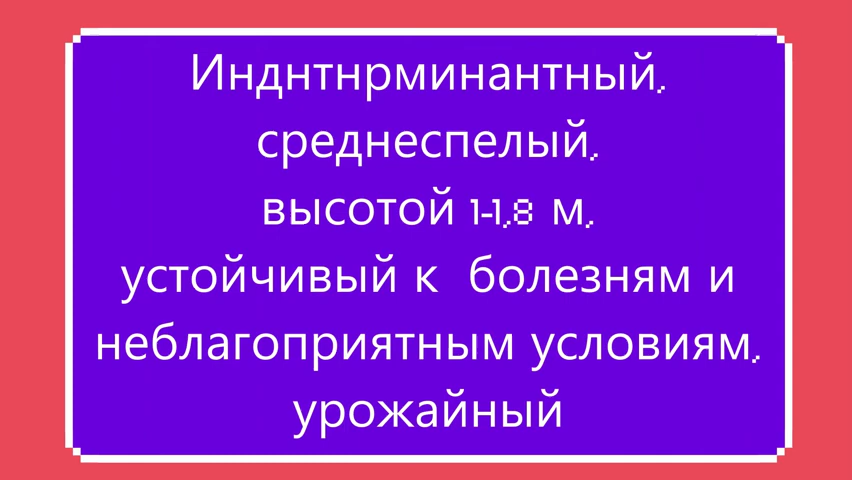 Инднтнрминантный,
среднеспелый,
высотой 1-1,8 м,
устойчивый к болезням и
неблагоприятным условиям,
урожайный